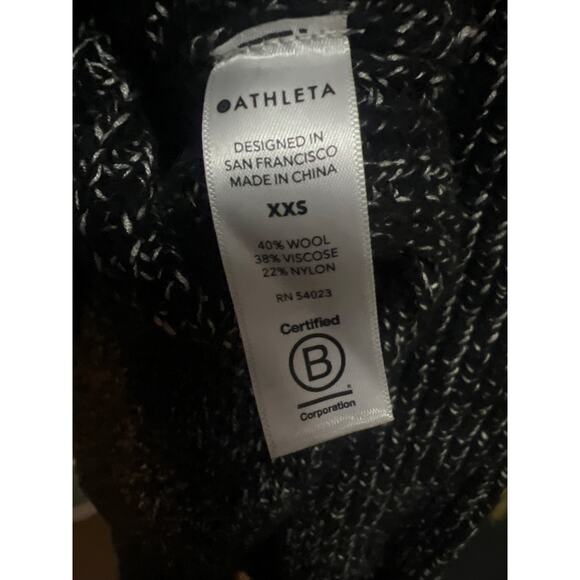 ATHLETA
DESIGNED IN
SAN FRANCISCO
MADE IN CHINA
XXS
40% WOOL
38% VISCOSE
22% NYLON
RN 54023
Certified
B
®
Corporation